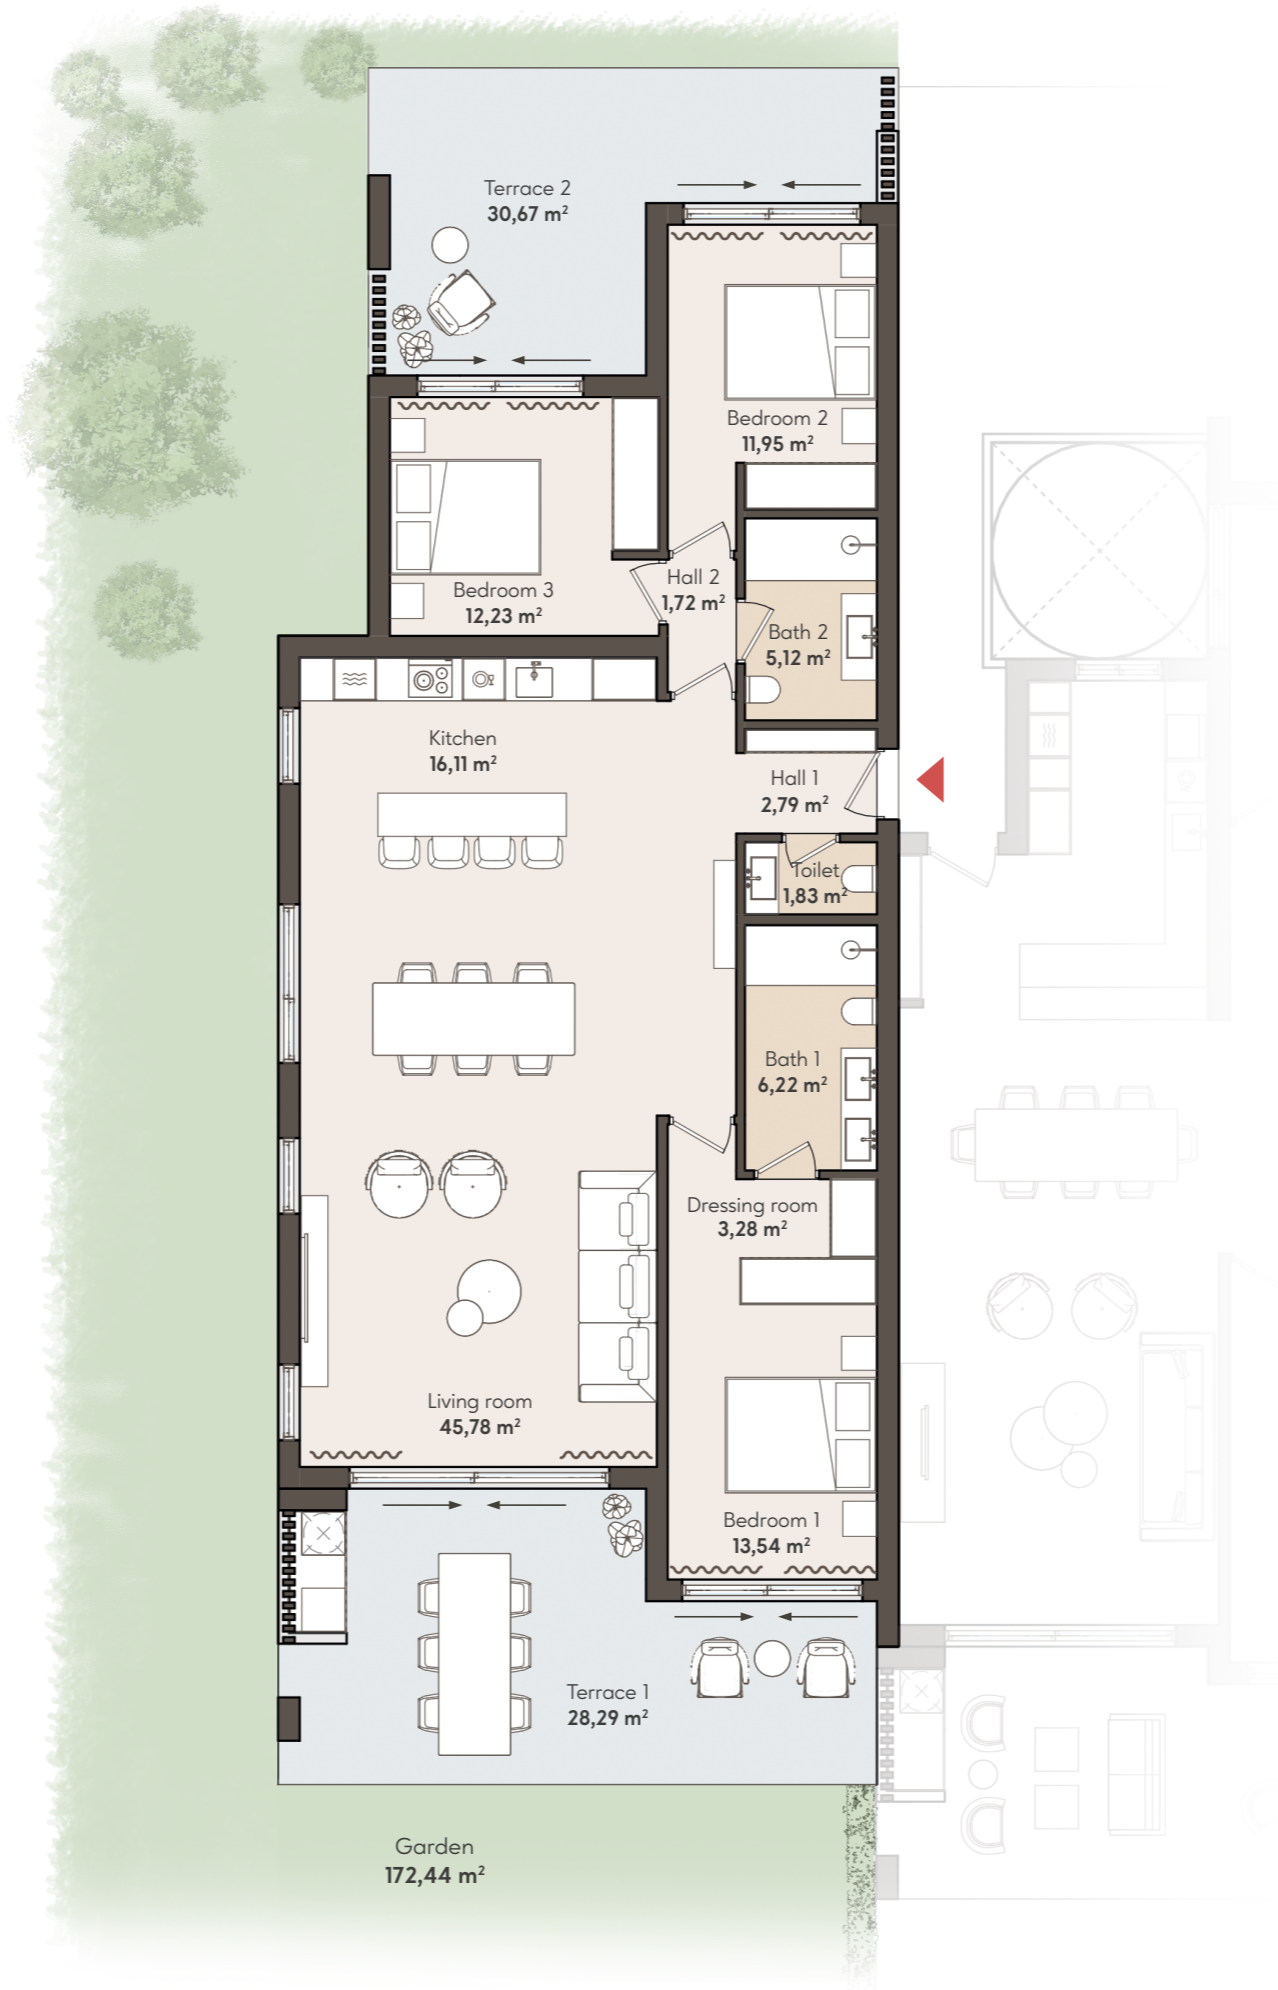 Terrace 2
30,67 m²
Bedroom 2
11,95 m²
Hall 2
1,72 m²
Bedroom 3
12,23 m²
Bath 2
5,12 m²
Kitchen
16,11 m²
Hall 1
2,79 m²
Toilet
1,83 m²
Bath 1
6,22 m²
Dressing room
3,28 m²
Living room
45,78 m²
Bedroom 1
13,54 m²
Terrace 1
28,29 m²
Garden
172,44 m²